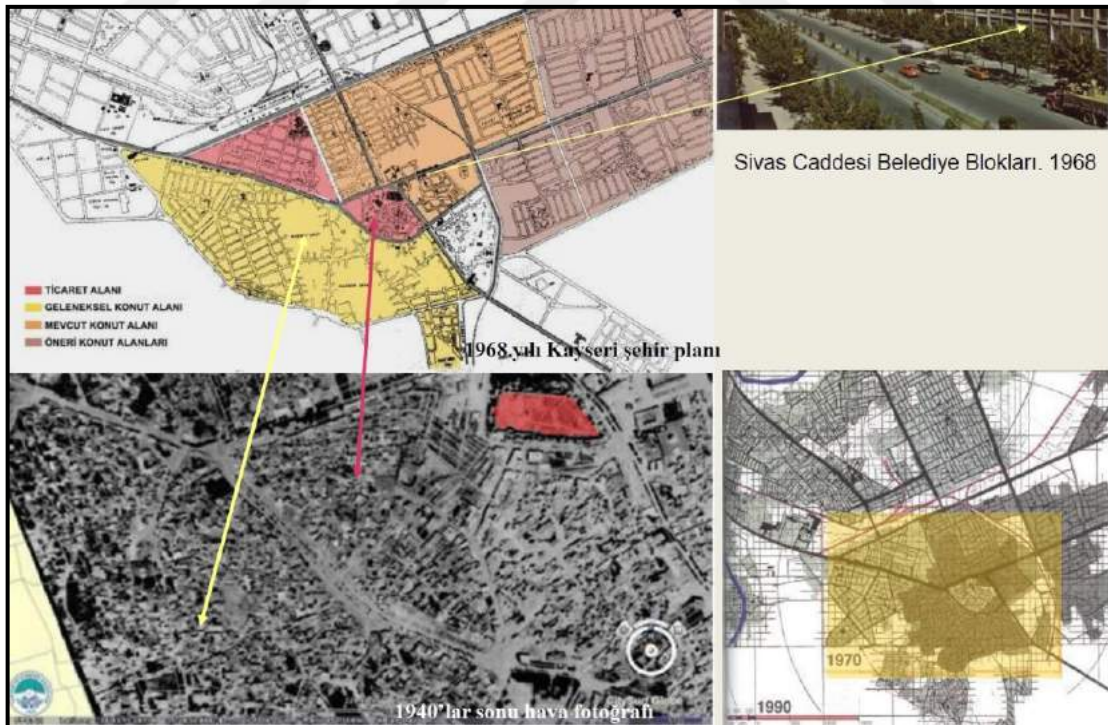 Sivas Caddesi Belediye Blokları. 1968
TİCARET ALANI
GELENEKSEL KONUT ALANI
MEVCUT KONUT ALANI
ÖNERİ KONUT ALANLARI
1968 yılı Kayseri şehir planı
1940'lar sonu hava fotoğrafı
1970
1990